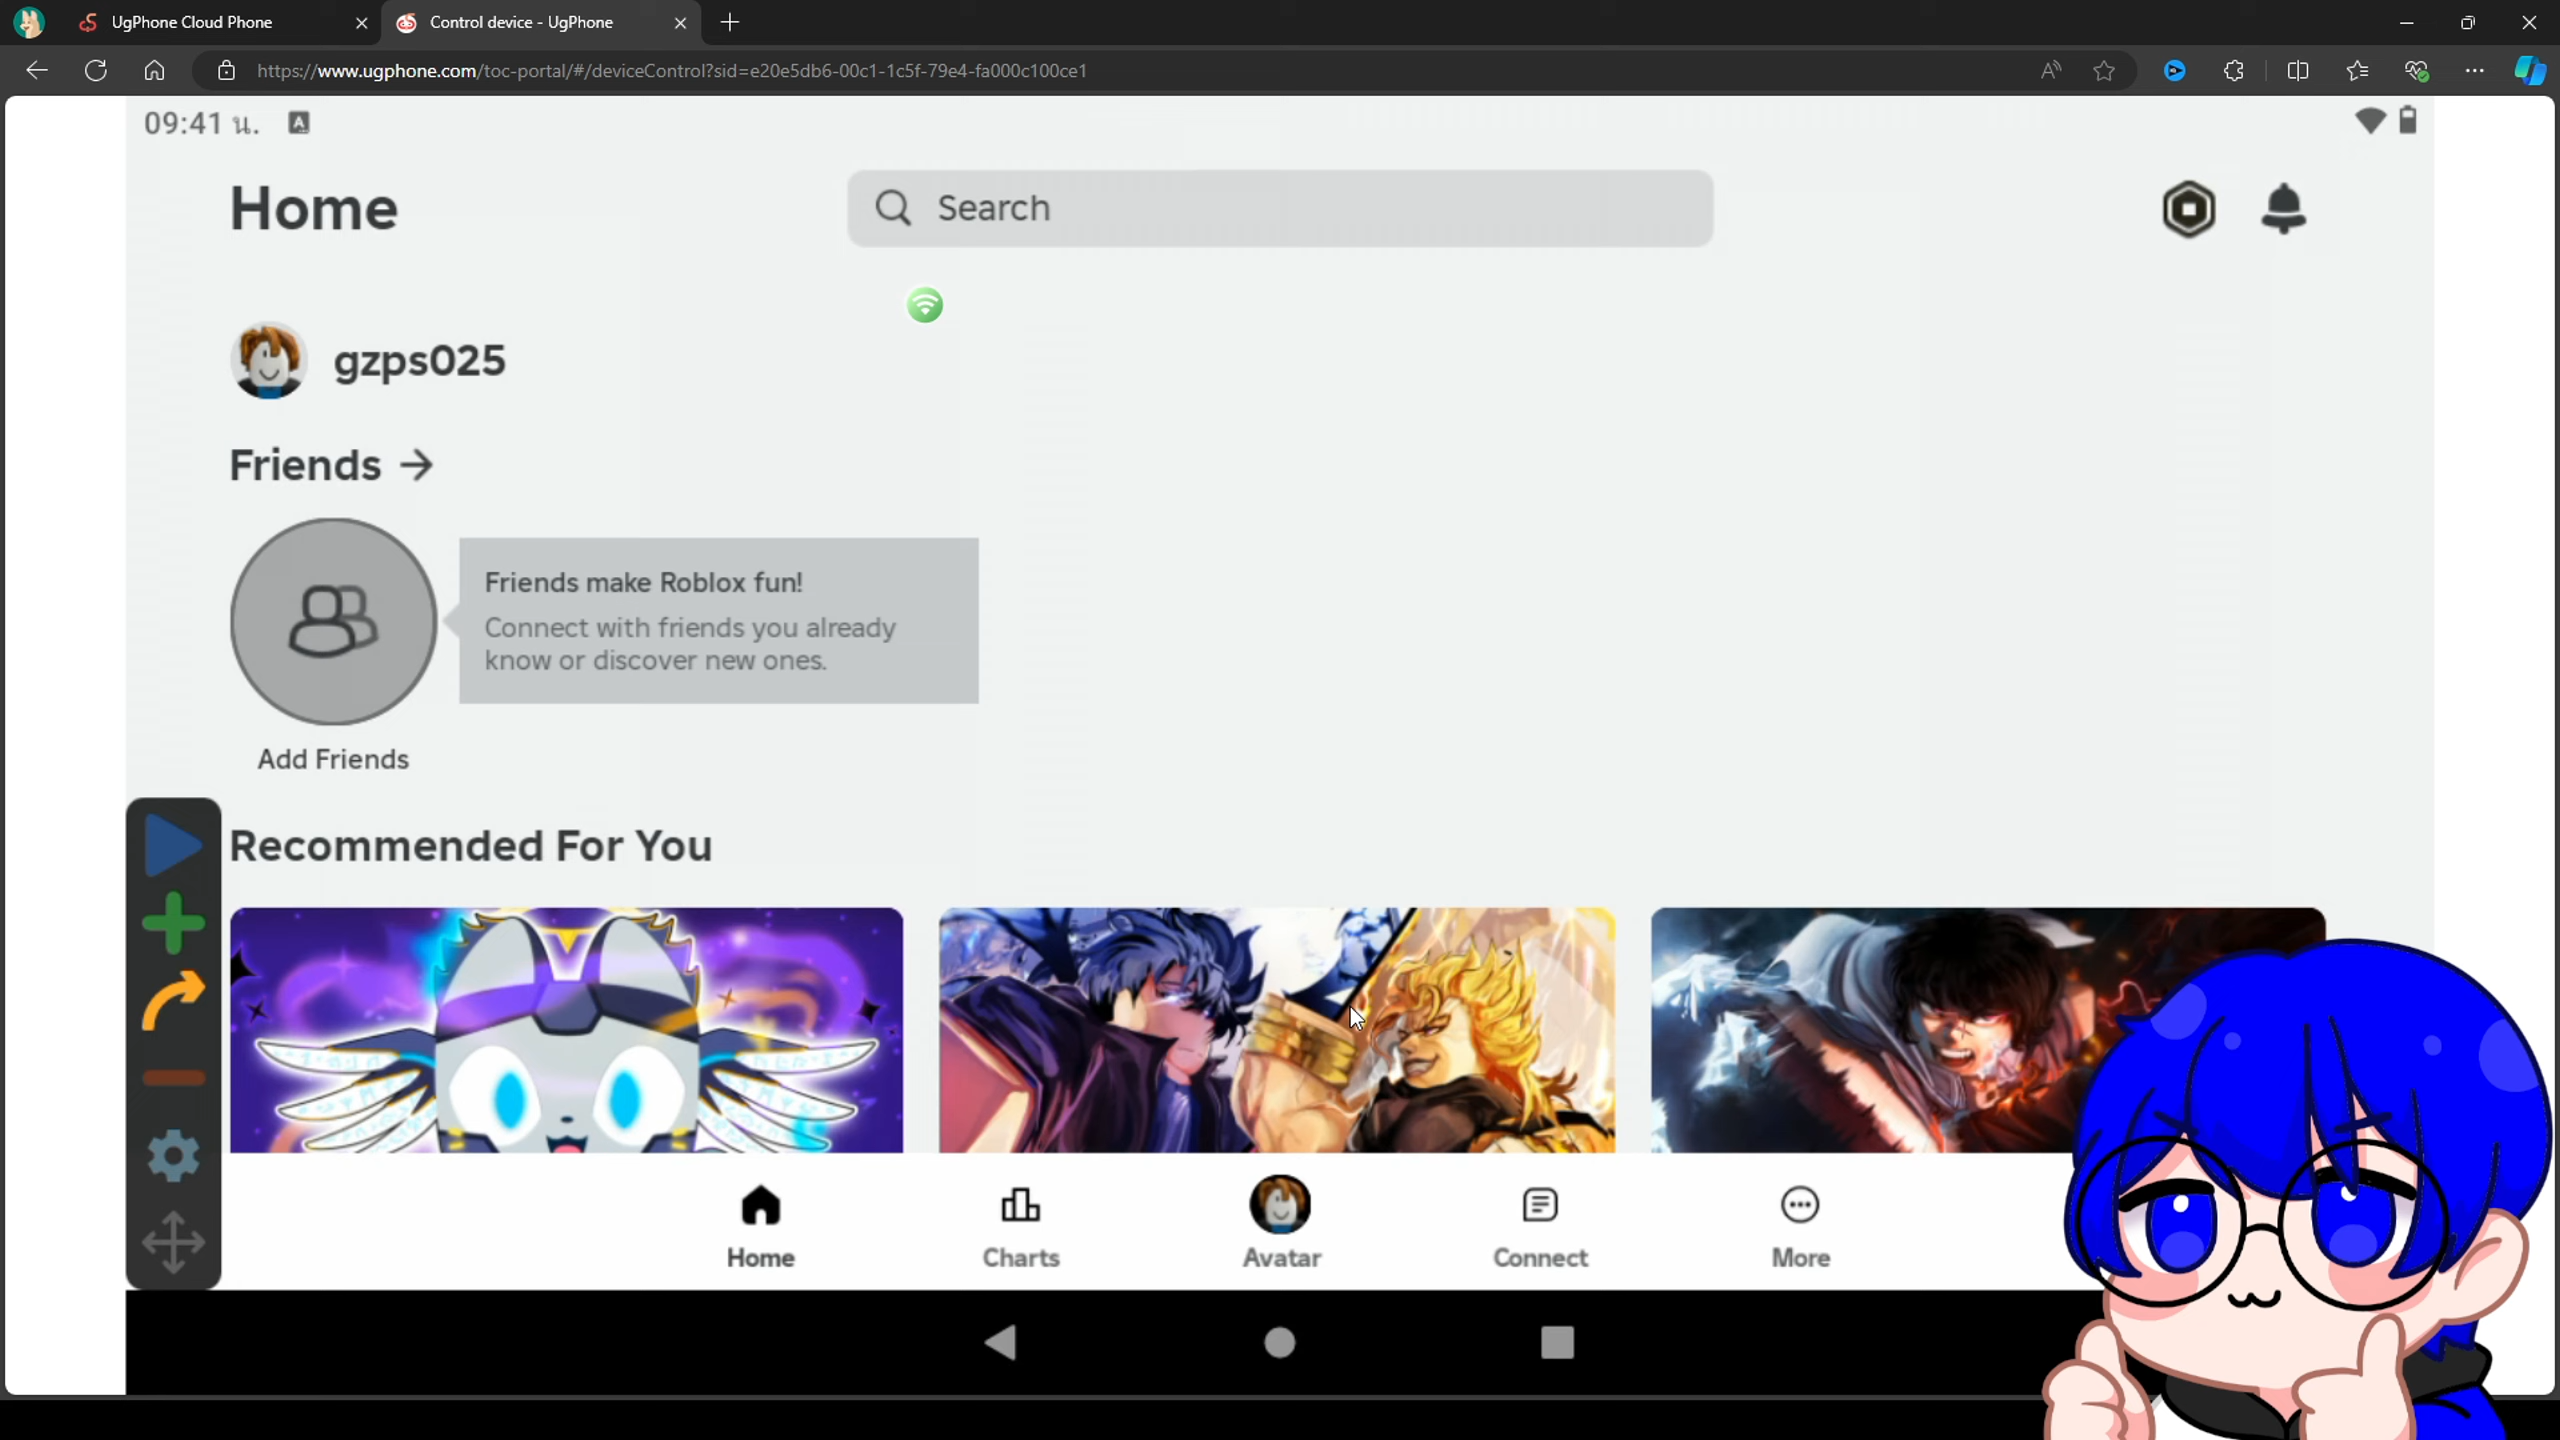 UgPhone Cloud Phone
Control device - UgPhone
https://www.ugphone.com/toc-portal/#/deviceControl?sid=e20e5db6-00c1-1c5f-79e4-fa000c100ce1
09:41 น. A
Home
Search
gzps025
Friends →
Friends make Roblox fun!
Connect with friends you already
know or discover new ones.
Add Friends
Recommended For You
Home
Charts
Avatar
Connect
More